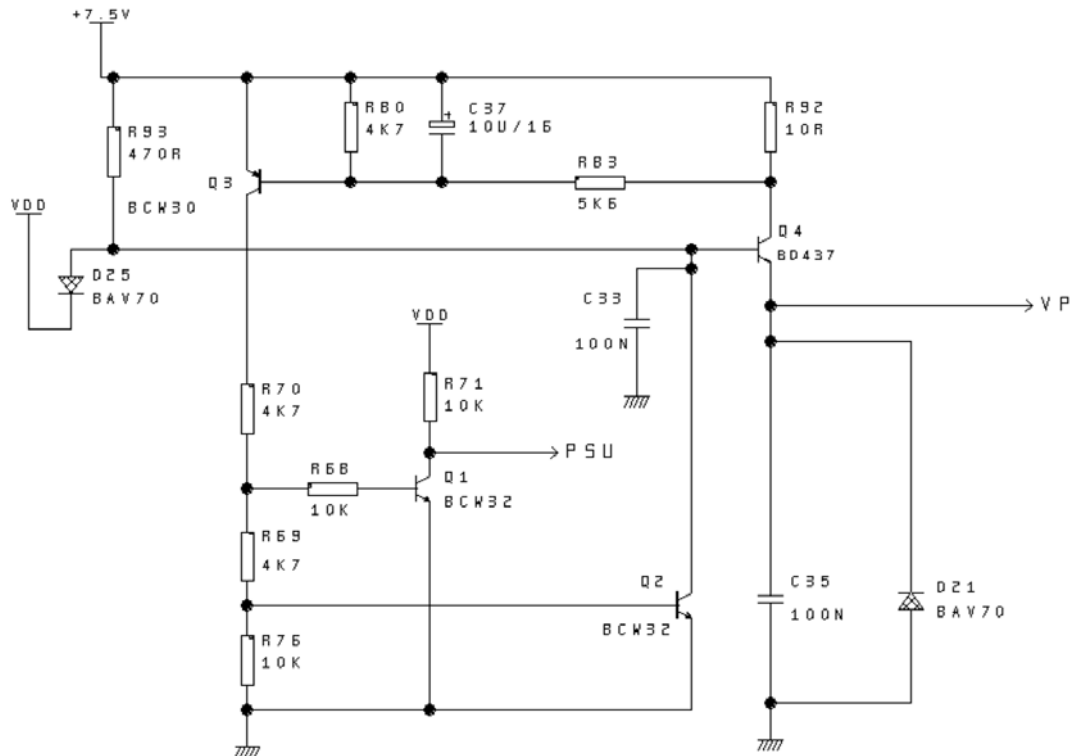 +7.5V
R93
470R
R80
4K7
C37
+
10U/16
R92
10R
Q3
R83
5K6
VDD
BCW30
Q4
BD437
D25
BAV70
C33
100N
VP
VDD
R70
4K7
R71
10K
PSU
R68
10K
Q1
BCW32
R69
4K7
Q2
BCW32
C35
100N
D21
BAV70
R76
10K